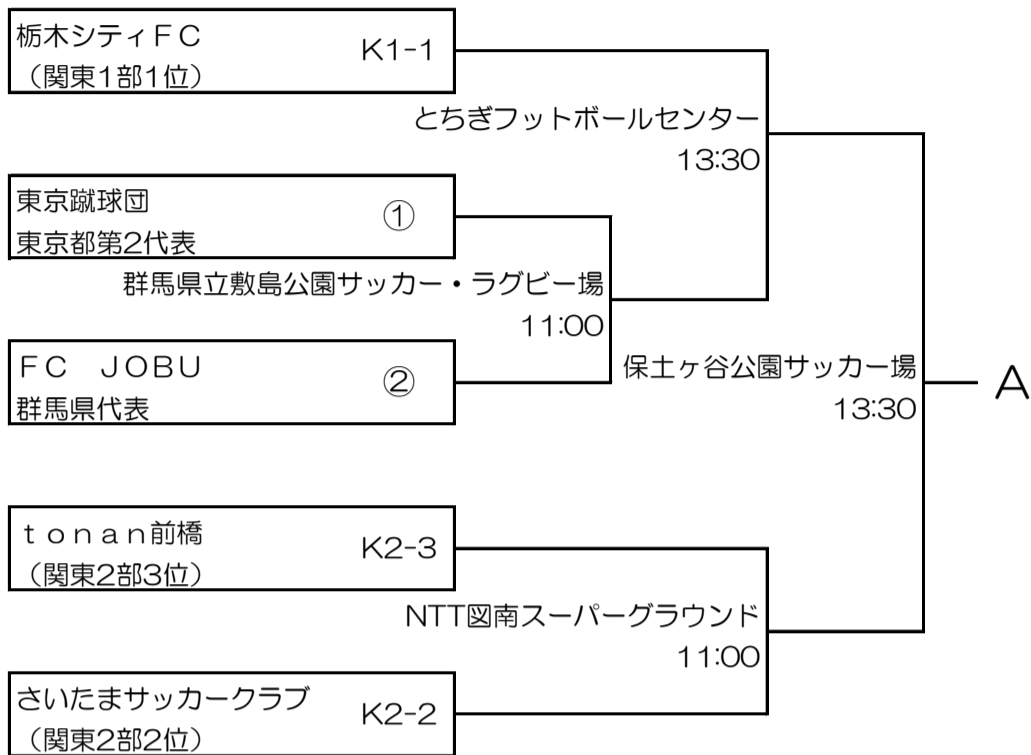 栃木シティＦＣ
K1-1
（関東1部1位）
とちぎフットボールセンター
13:30
東京蹴球団
①
東京都第2代表
群馬県立敷島公園サッカー・ラグビー場
11:00
ＦＣ　JOBU
②
群馬県代表
保土ヶ谷公園サッカー場
13:30
A
ｔｏｎａｎ前橋
K2-3
（関東2部3位）
NTT図南スーパーグラウンド
11:00
さいたまサッカークラブ
K2-2
（関東2部2位）